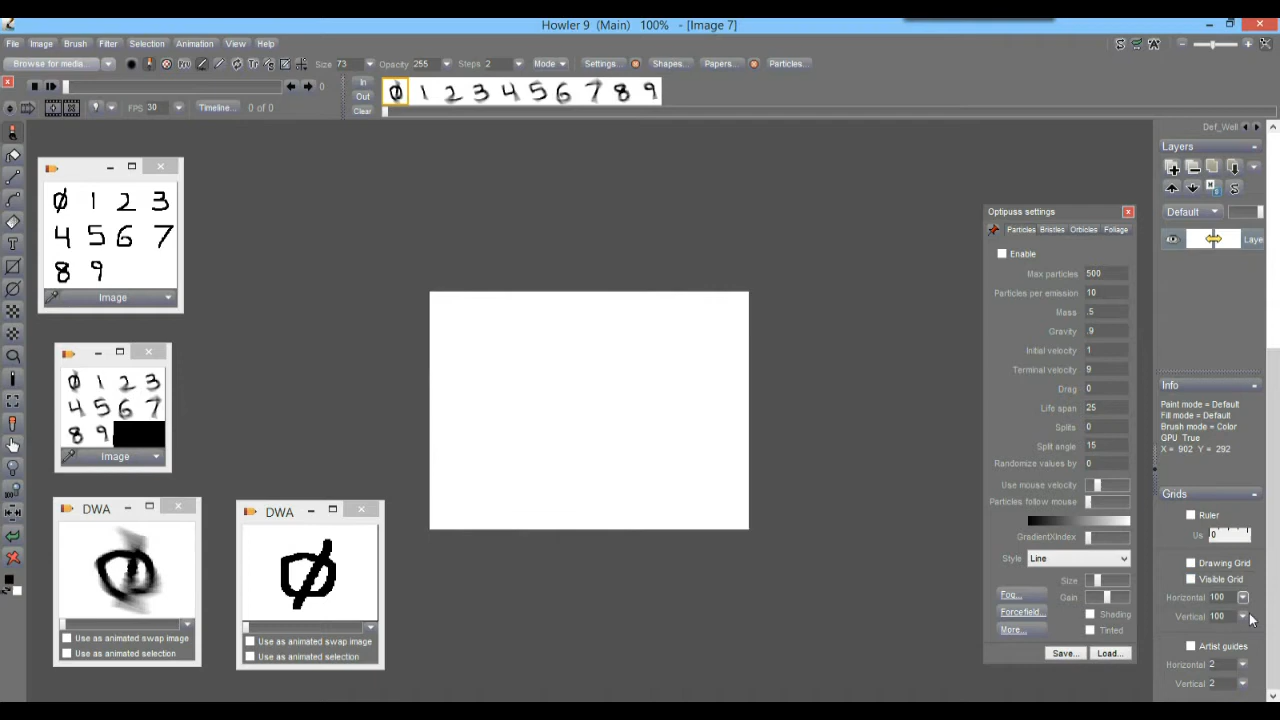 Howler 9 (Main) 100% - [Image 7]
File Image Brush Filter Selection Animation View Help
Browse for media... Size 73 Opacity 255 Steps 2 Mode Settings... Shapes... Papers... Particles...
0
In
Out
Clear
0 1 2 3 4 5 6 7 8 9
FPS 30 Timeline... 0 of 0
0 1 2 3
4 5 6 7
8 9
Image
0 1 2 3
4 5 6 7
8 9
Image
DWA
0
Use as animated swap image
Use as animated selection
DWA
0
Use as animated swap image
Use as animated selection
Optipuss settings
Particles Bristles Orbicles Foliage
Enable
Max particles 500
Particles per emission 10
Mass .5
Gravity .9
Initial velocity 1
Terminal velocity 9
Drag 0
Life span 25
Splits 0
Split angle 15
Randomize values by 0
Use mouse velocity
Particles follow mouse
GradientXIndex
Style Line
Size
Fog... Gain
Forcefield... Shading
More... Tinted
Save... Load...
Def_Well
Layers
Default
Laye
Info
Paint mode = Default
Fill mode = Default
Brush mode = Color
GPU True
X = 902 Y = 292
Grids
Ruler
Us 0
Drawing Grid
Visible Grid
Horizontal 100
Vertical 100
Artist guides
Horizontal 2
Vertical 2